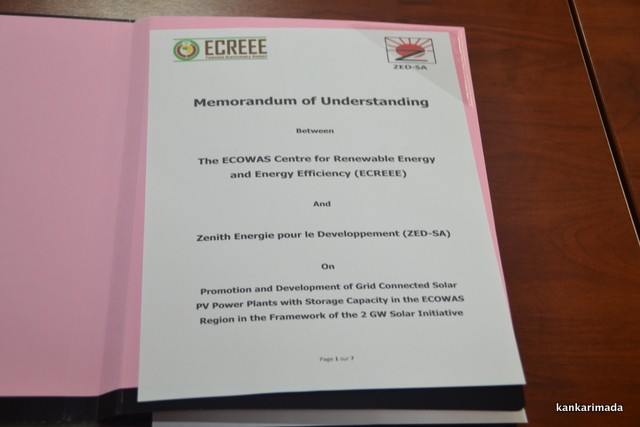 ECREEE
ZED-SA
Memorandum of Understanding
Between
The ECOWAS Centre for Renewable Energy
and Energy Efficiency (ECREEE)
And
Zenith Energie pour le Developpement (ZED-SA)
On
Promotion and Development of Grid Connected Solar
PV Power Plants with Storage Capacity in the ECOWAS
Region in the Framework of the 2 GW Solar Initiative
Page 1 sur 7
kankarimada